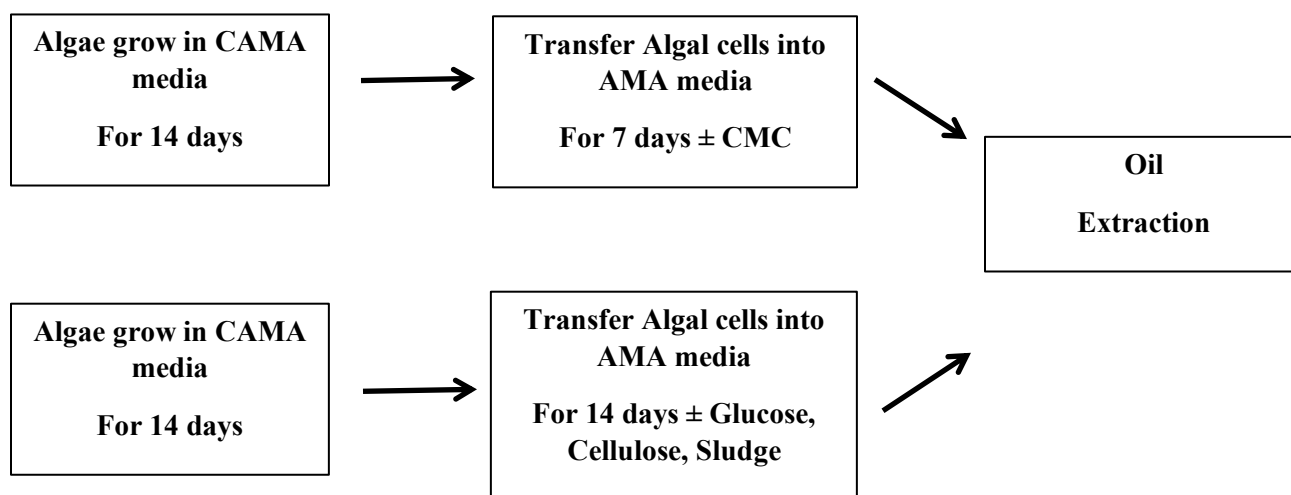 Algae grow in CAMA
media
For 14 days
Transfer Algal cells into
AMA media
For 7 days ± CMC
Oil
Extraction
Algae grow in CAMA
media
For 14 days
Transfer Algal cells into
AMA media
For 14 days ± Glucose,
Cellulose, Sludge